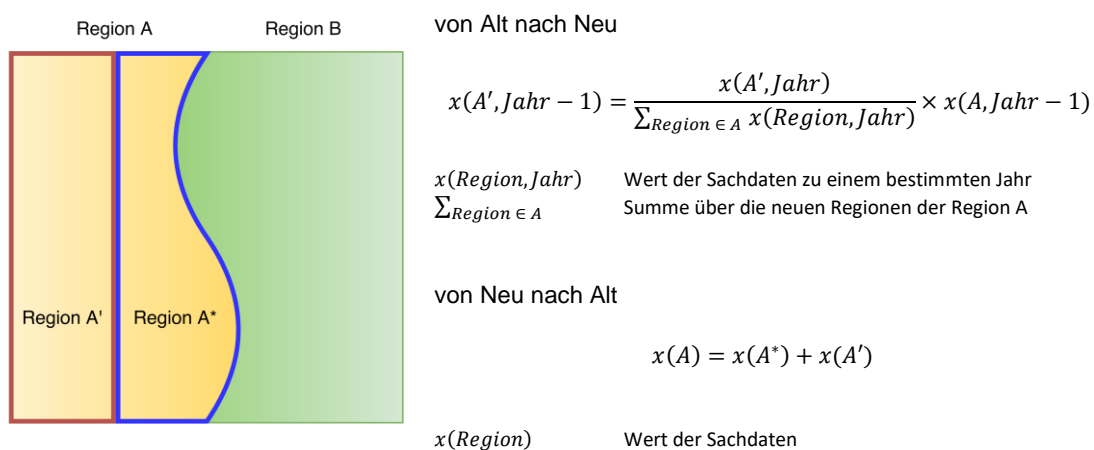 Region A
Region B
Region A'
Region A*
von Alt nach Neu
x(A′, Jahr − 1) = x(A′, Jahr) / ∑Region ∈ A x(Region, Jahr) × x(A, Jahr − 1)
x(Region, Jahr) Wert der Sachdaten zu einem bestimmten Jahr
∑Region ∈ A Summe über die neuen Regionen der Region A
von Neu nach Alt
x(A) = x(A*) + x(A′)
x(Region) Wert der Sachdaten